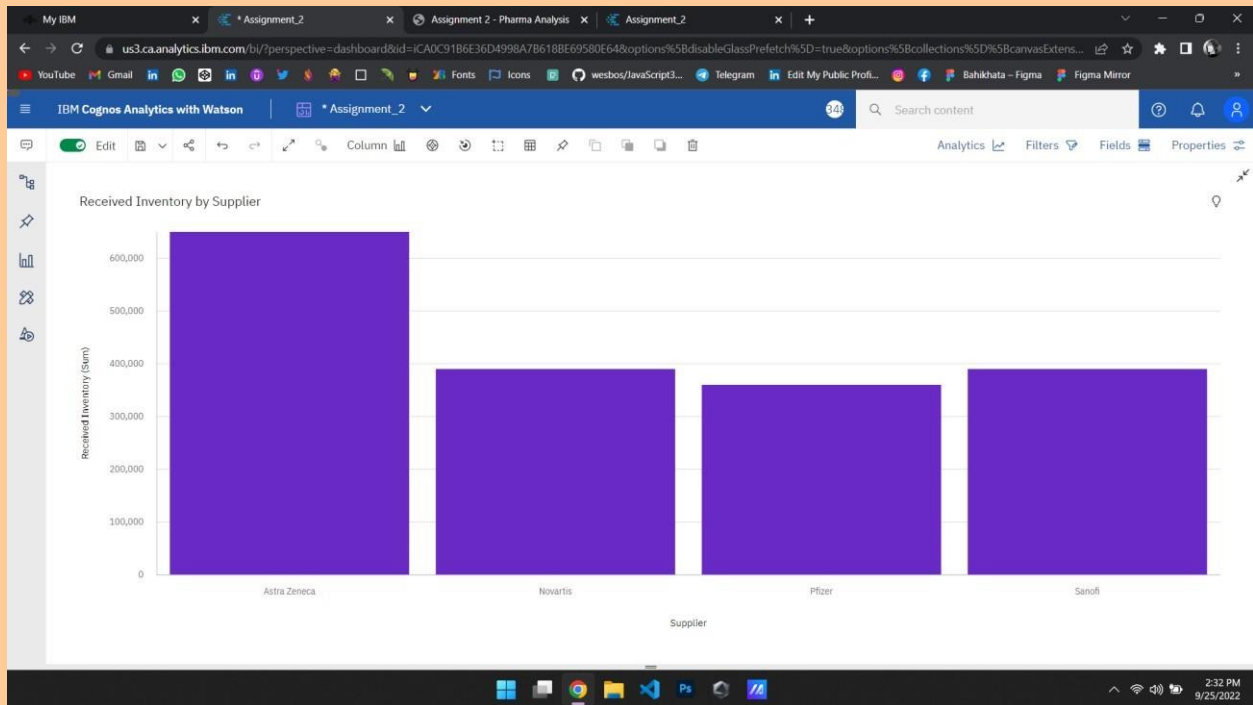 My IBM
* Assignment_2
Assignment 2 - Pharma Analysis
Assignment_2
us3.ca.analytics.ibm.com/bi/?perspective=dashboard&id=iCA0C91B6E36D4998A7B618BE69580E64&options%5BdisableGlassPrefetch%5D=true&options%5Bcollections%5D%5BcanvasExtens...
YouTube
Gmail
Fonts
Icons
wesbos/JavaScript3...
Telegram
Edit My Public Profi...
Bahikhata – Figma
Figma Mirror
»
IBM Cognos Analytics with Watson
* Assignment_2
Search content
Edit
Column
Analytics
Filters
Fields
Properties
Received Inventory by Supplier
Received Inventory (Sum)
600,000
500,000
400,000
300,000
200,000
100,000
0
Astra Zeneca
Novartis
Pfizer
Sanofi
Supplier
Ps
2:32 PM
9/25/2022